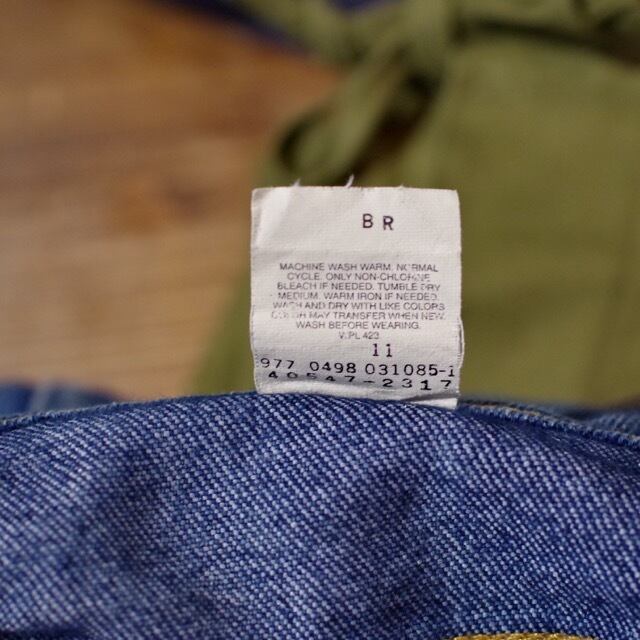 BR
MACHINE WASH WARM. NORMAL
CYCLE. ONLY NON-CHLORINE
BLEACH IF NEEDED. TUMBLE DRY
MEDIUM. WARM IRON IF NEEDED.
WASH AND DRY WITH LIKE COLORS
COLOR MAY TRANSFER WHEN NEW.
WASH BEFORE WEARING.
V.PL 423
11
977 0498 031085-1
40547-2317